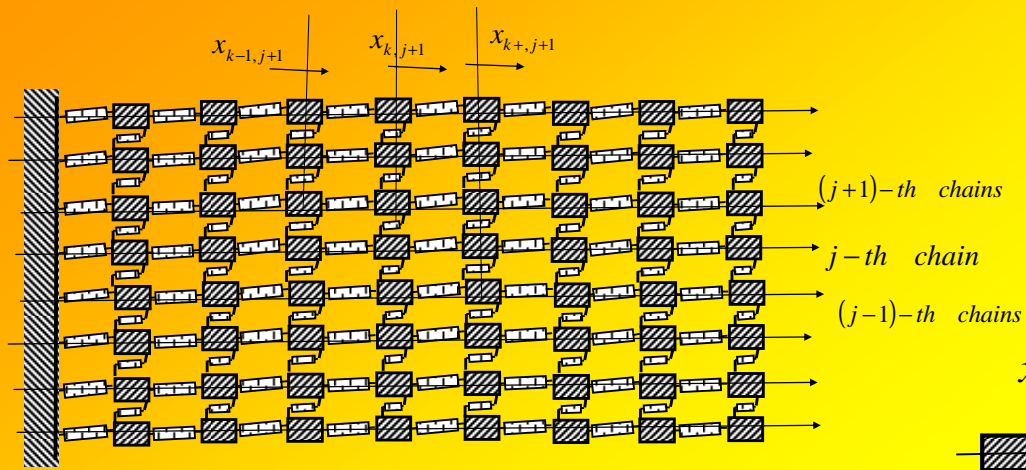 x_{k-1,j+1} x_{k,j+1} x_{k+,j+1}
(j+1)-th chains
j-th chain
(j-1)-th chains